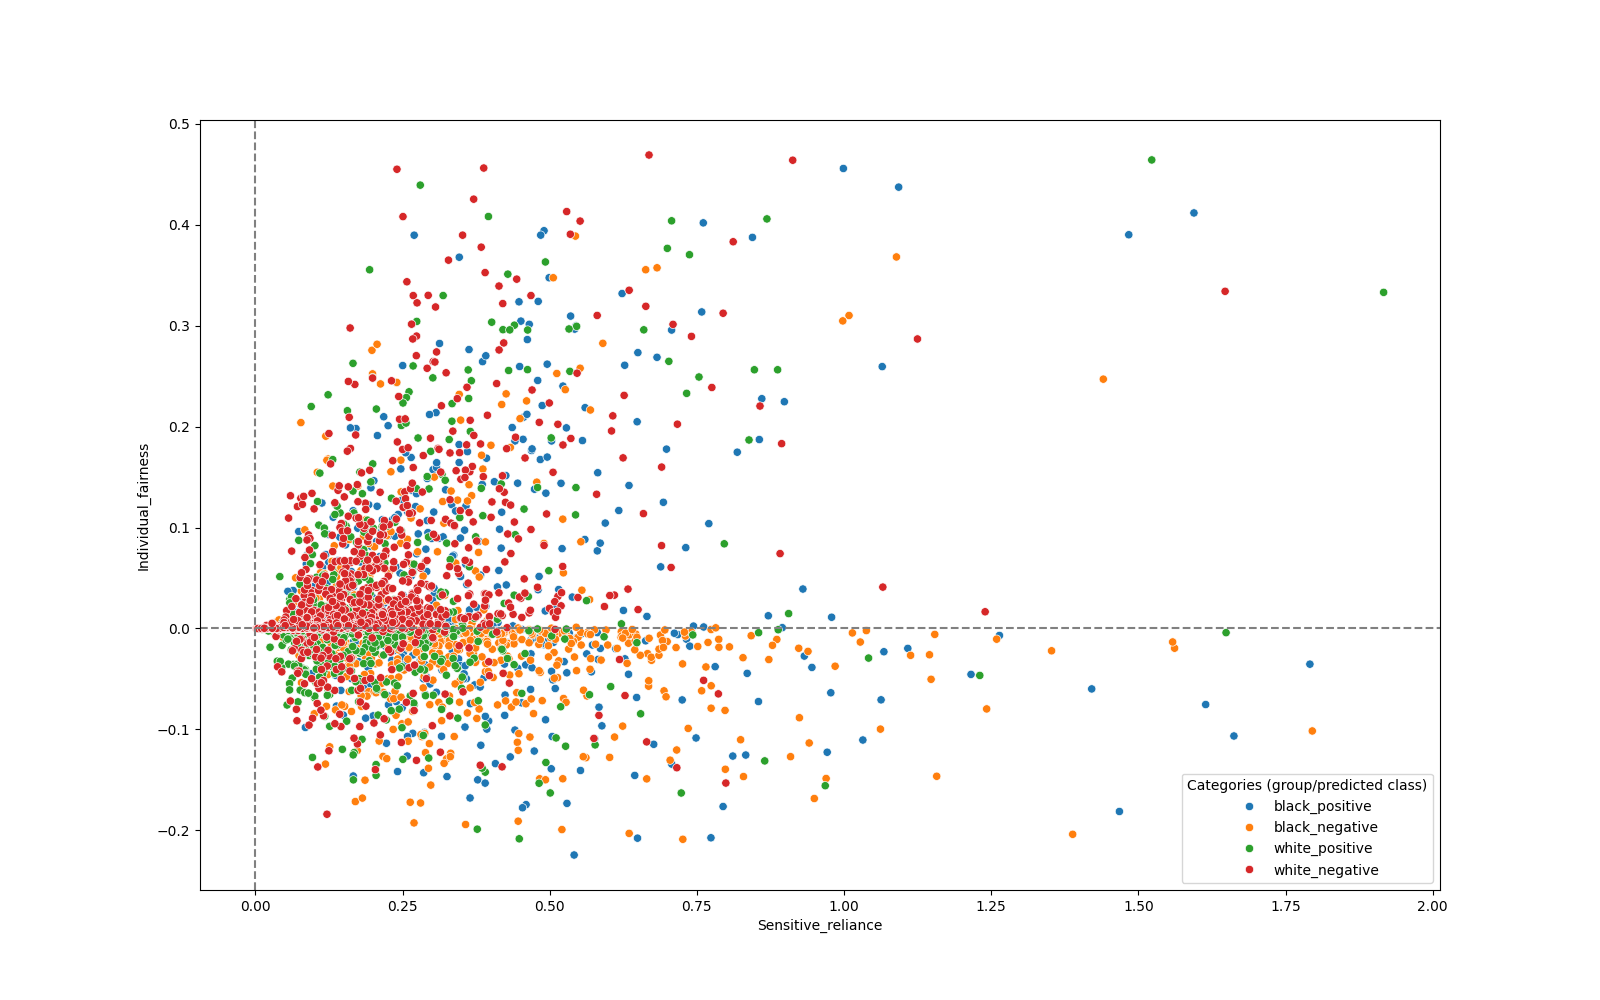 0.5
0.4
0.3
0.2
0.1
0.0
−0.1
−0.2
Individual_fairness
0.00 0.25 0.50 0.75 1.00 1.25 1.50 1.75 2.00
Sensitive_reliance
Categories (group/predicted class)
black_positive
black_negative
white_positive
white_negative